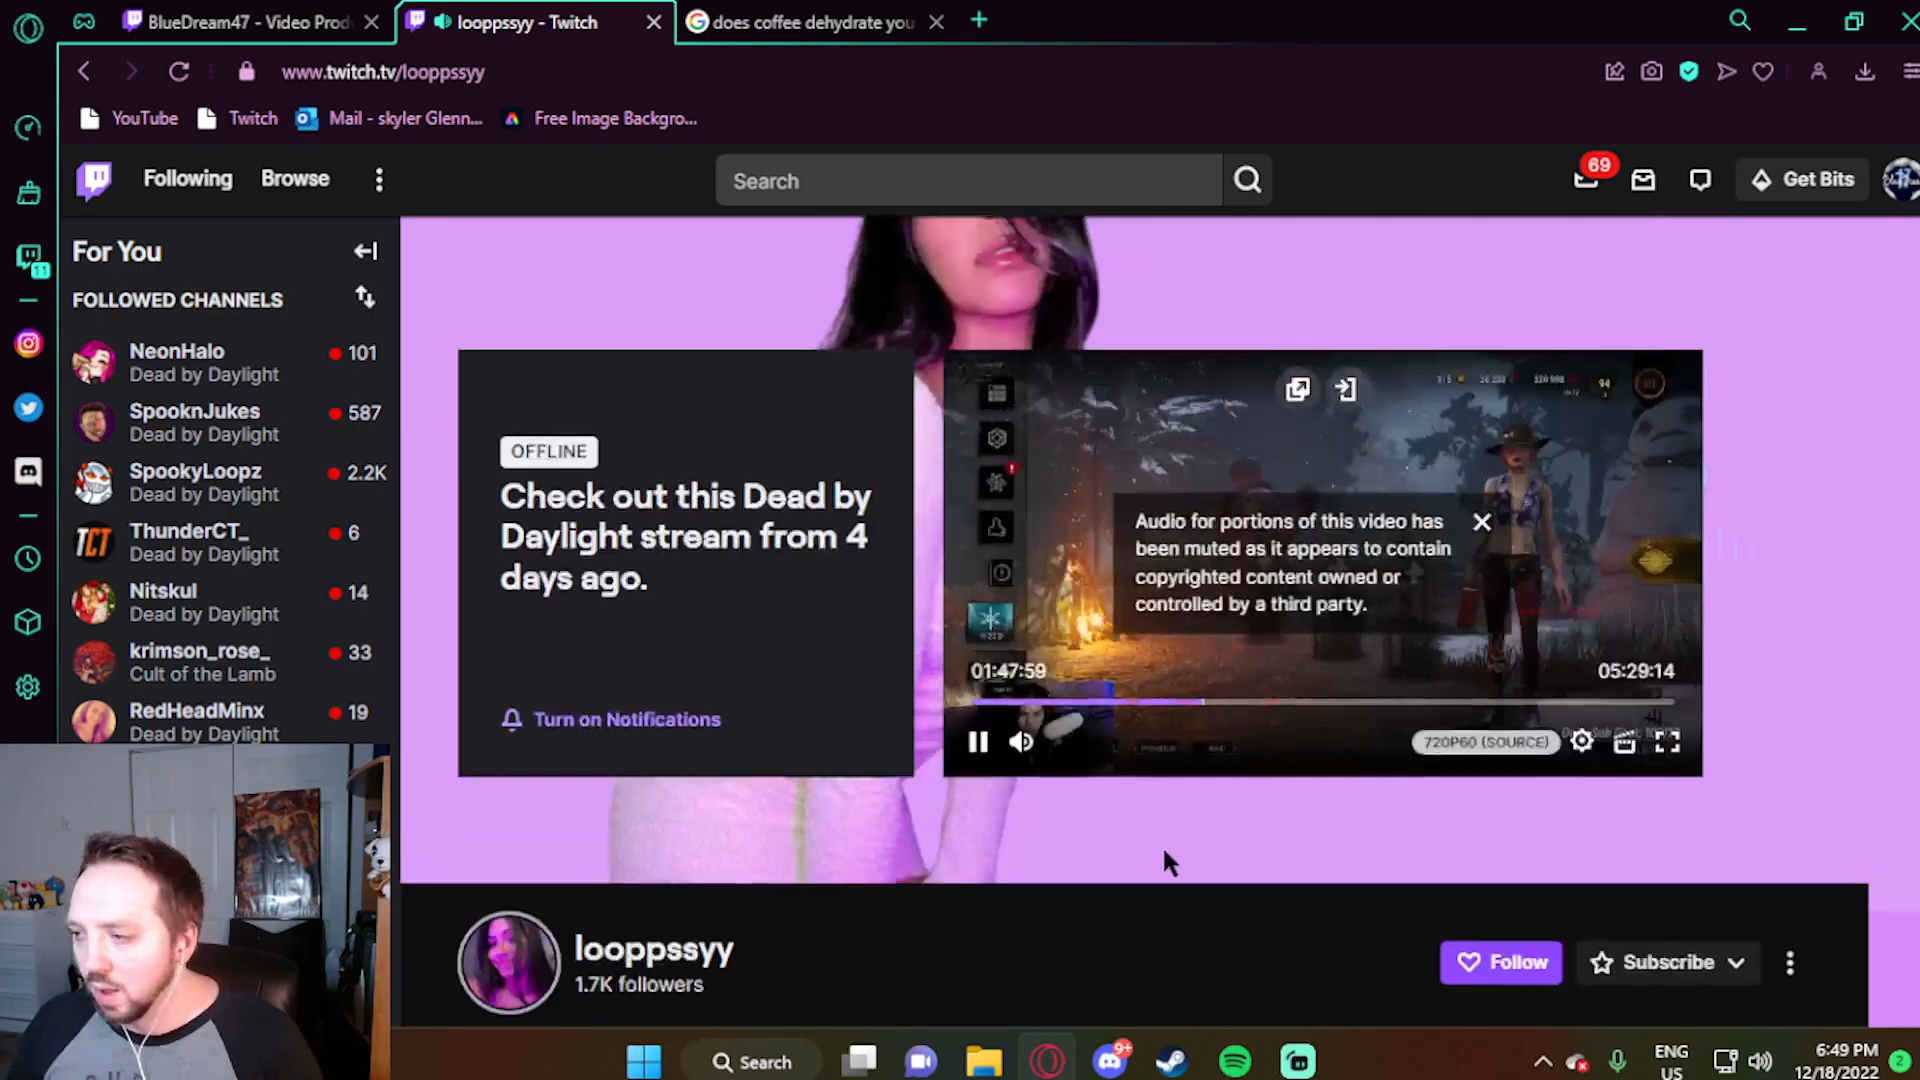 BlueDream47 - Video Prod
looppssyy - Twitch
does coffee dehydrate you
www.twitch.tv/looppssyy
YouTube
Twitch
Mail - skyler Glenn...
Free Image Backgro...
Following
Browse
Search
69
Get Bits
11
For You
FOLLOWED CHANNELS
NeonHalo
101
Dead by Daylight
SpooknJukes
587
Dead by Daylight
SpookyLoopz
2.2K
Dead by Daylight
ThunderCT_
6
Dead by Daylight
Nitskul
14
Dead by Daylight
krimson_rose_
33
Cult of the Lamb
RedHeadMinx
19
Dead by Daylight
TCT
OFFLINE
Check out this Dead by
Daylight stream from 4
days ago.
Turn on Notifications
Audio for portions of this video has
been muted as it appears to contain
copyrighted content owned or
controlled by a third party.
01:47:59
05:29:14
720P60 (SOURCE)
looppssyy
1.7K followers
Follow
Subscribe
Search
9+
ENG
US
6:49 PM
12/18/2022
2